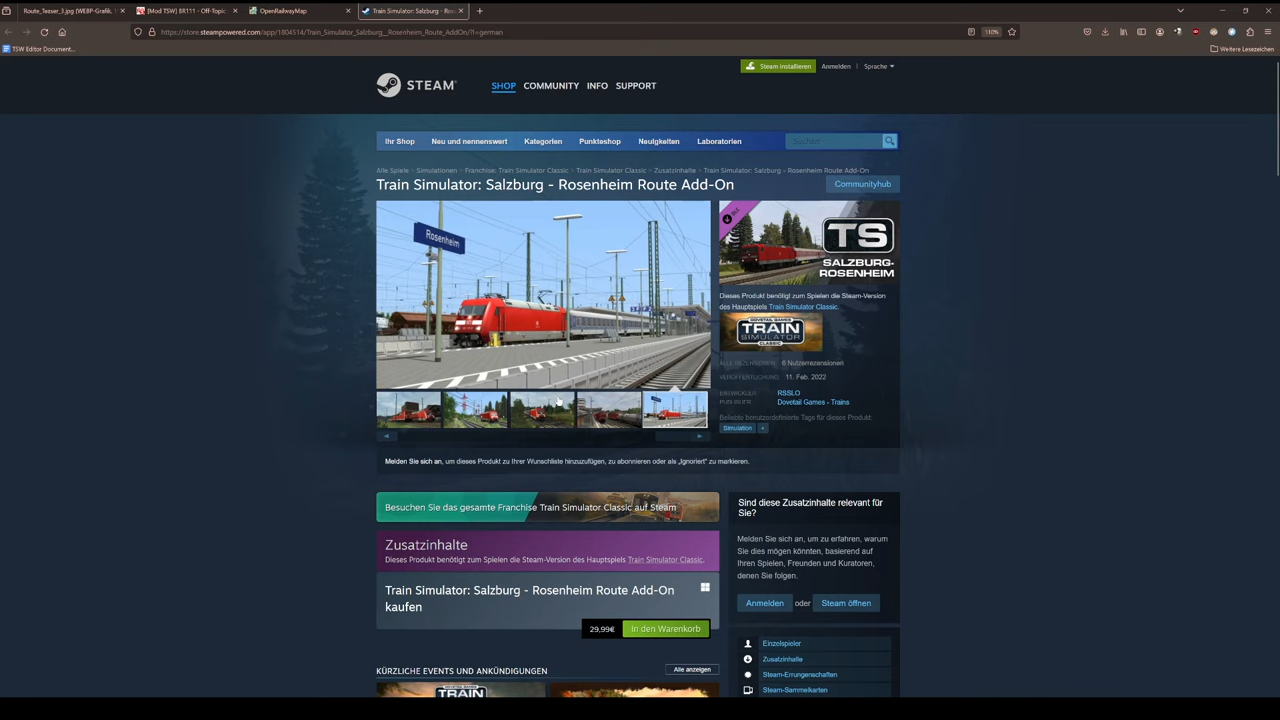 Route_Teaser_3.jpg (WEBP-Grafik, 1
[Mod TSW] BR111 - Off-Topic
OpenRailwayMap
Train Simulator: Salzburg - Ros
https://store.steampowered.com/app/1804514/Train_Simulator_Salzburg__Rosenheim_Route_AddOn/?l=german
110%
TSW Editor Document...
Weitere Lesezeichen
Steam installieren
Anmelden
Sprache
STEAM
SHOP
COMMUNITY
INFO
SUPPORT
Ihr Shop
Neu und nennenswert
Kategorien
Punkteshop
Neuigkeiten
Laboratorien
Suchen
Alle Spiele > Simulationen > Franchise: Train Simulator Classic > Train Simulator Classic > Zusatzinhalte > Train Simulator: Salzburg - Rosenheim Route Add-On
Train Simulator: Salzburg - Rosenheim Route Add-On
Communityhub
Rosenheim
DLC
TS
SALZBURG-
ROSENHEIM
Dieses Produkt benötigt zum Spielen die Steam-Version
des Hauptspiels Train Simulator Classic.
DOVETAIL GAMES
TRAIN
SIMULATOR
CLASSIC
ALLE REZENSIONEN: 6 Nutzerrezensionen
VERÖFFENTLICHUNG: 11. Feb. 2022
ENTWICKLER: RSSLO
PUBLISHER: Dovetail Games - Trains
Beliebte benutzerdefinierte Tags für dieses Produkt:
Simulation
+
Melden Sie sich an, um dieses Produkt zu Ihrer Wunschliste hinzuzufügen, zu abonnieren oder als „Ignoriert" zu markieren.
Besuchen Sie das gesamte Franchise Train Simulator Classic auf Steam
Zusatzinhalte
Dieses Produkt benötigt zum Spielen die Steam-Version des Hauptspiels Train Simulator Classic.
Train Simulator: Salzburg - Rosenheim Route Add-On
kaufen
29,99€
In den Warenkorb
KÜRZLICHE EVENTS UND ANKÜNDIGUNGEN
Alle anzeigen
TRAIN
Sind diese Zusatzinhalte relevant für
Sie?
Melden Sie sich an, um zu erfahren, warum
Sie dies mögen könnten, basierend auf
Ihren Spielen, Freunden und Kuratoren,
denen Sie folgen.
Anmelden
oder
Steam öffnen
Einzelspieler
Zusatzinhalte
Steam-Errungenschaften
Steam-Sammelkarten